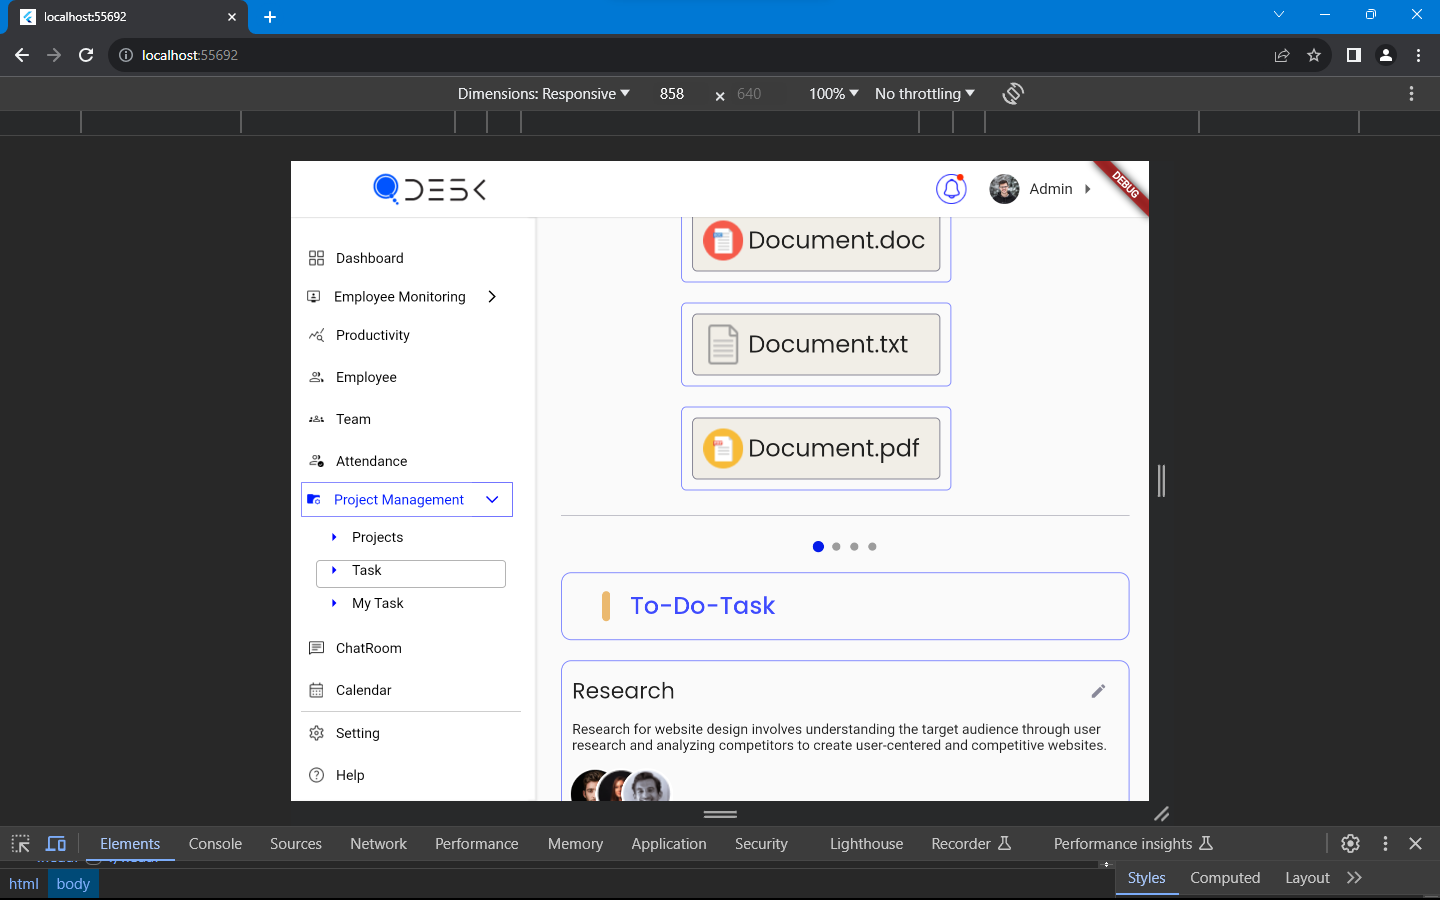 localhost:55692
localhost:55692
Dimensions: Responsive
858
640
100%
No throttling
DESK
Admin
DEBUG
Dashboard
Employee Monitoring
Productivity
Employee
Team
Attendance
Project Management
Projects
Task
My Task
ChatRoom
Calendar
Setting
Help
Document.doc
Document.txt
Document.pdf
To-Do-Task
Research
Research for website design involves understanding the target audience through user
research and analyzing competitors to create user-centered and competitive websites.
Elements
Console
Sources
Network
Performance
Memory
Application
Security
Lighthouse
Recorder
Performance insights
html
body
Styles
Computed
Layout